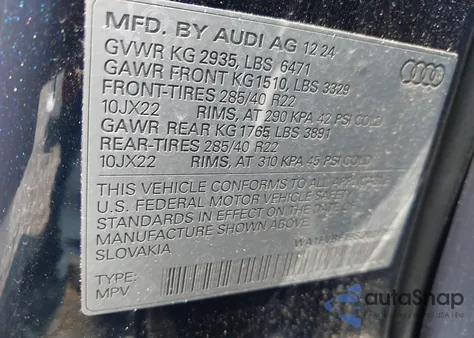 MFD. BY AUDI AG 12 24
GVWR KG 2935, LBS 6471
GAWR FRONT KG1510, LBS 3329
FRONT-TIRES 285/40 R22
10JX22 RIMS, AT 290 KPA 42 PSI COLD
GAWR REAR KG 1765 LBS 3891
REAR-TIRES 285/40 R22
10JX22 RIMS, AT 310 KPA 45 PSI COLD
THIS VEHICLE CONFORMS TO ALL APPLICABLE
U.S. FEDERAL MOTOR VEHICLE SAFETY
STANDARDS IN EFFECT ON THE DATE OF
MANUFACTURE SHOWN ABOVE
SLOVAKIA
TYPE:
MPV
autoSnap